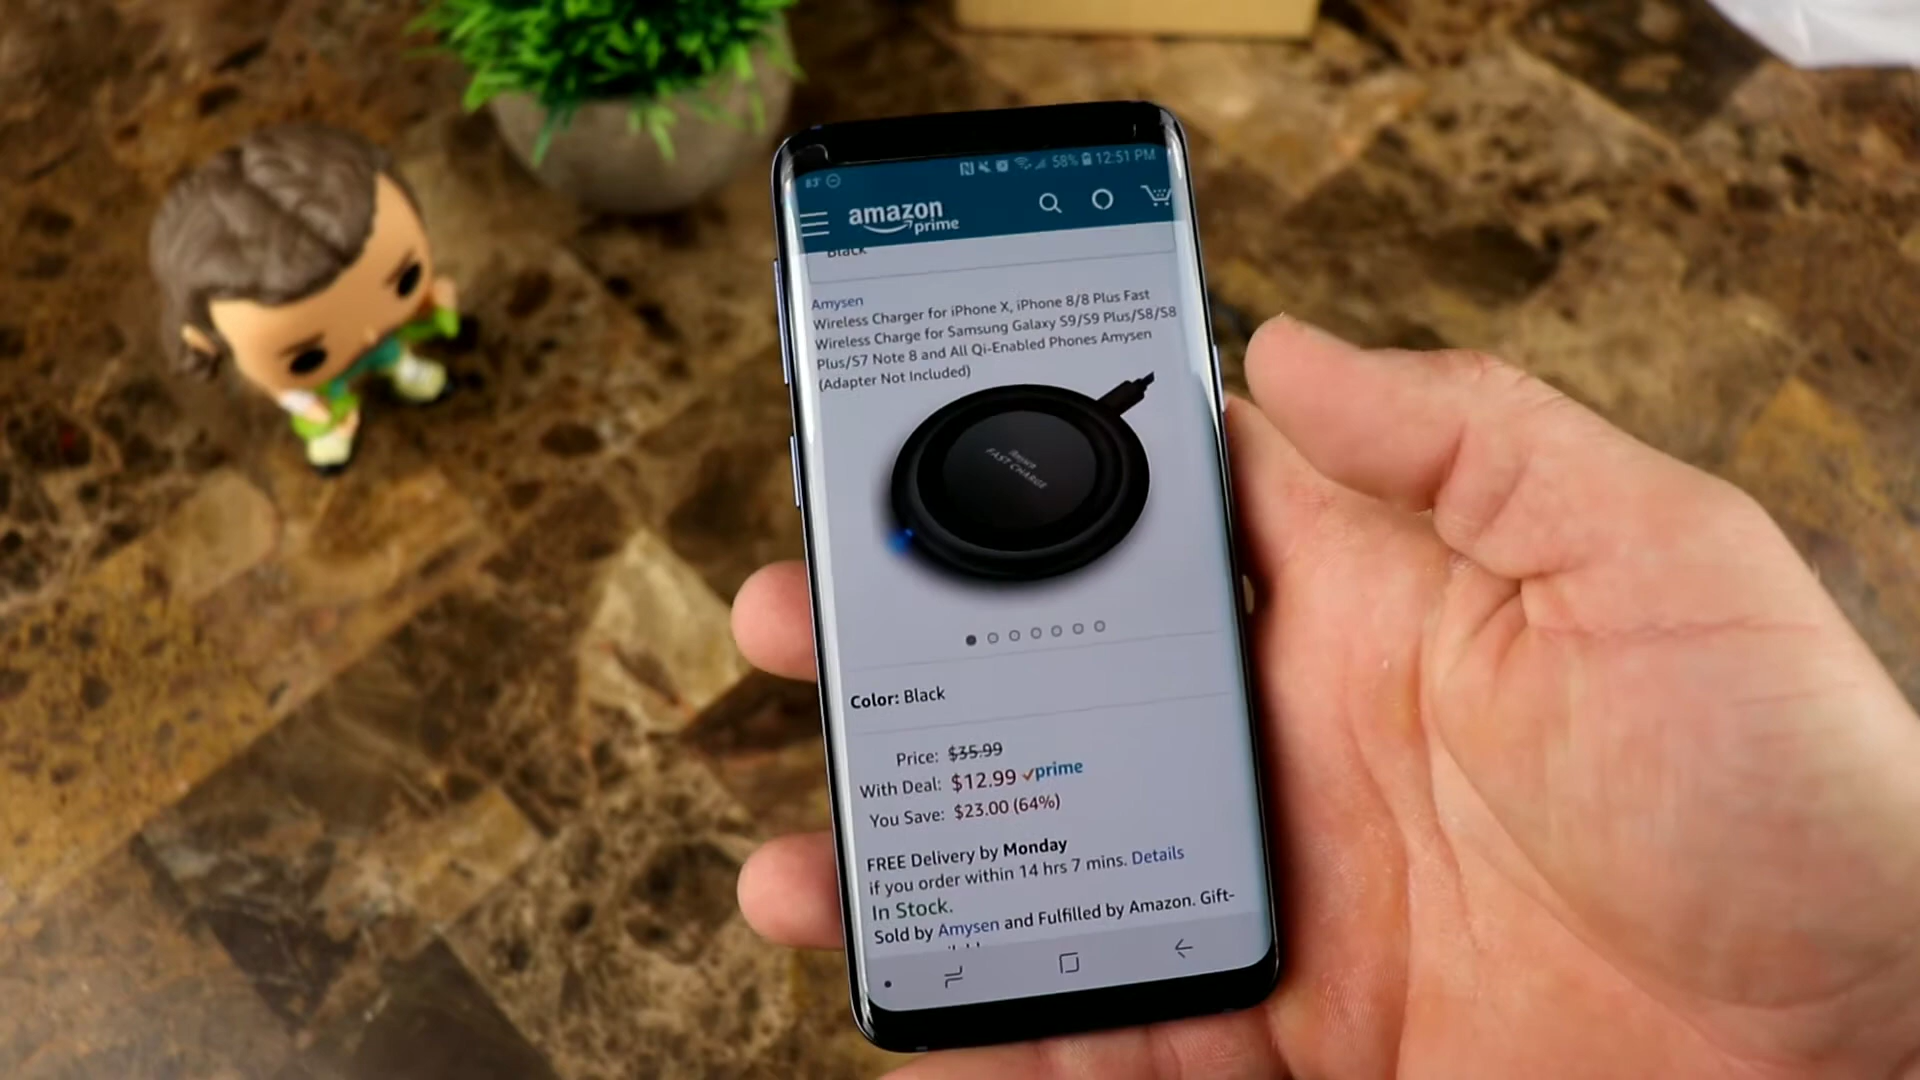 83°
58% 12:51 PM
amazon
prime
Black
Amysen
Wireless Charger for iPhone X, iPhone 8/8 Plus Fast
Wireless Charge for Samsung Galaxy S9/S9 Plus/S8/S8
Plus/S7 Note 8 and All Qi-Enabled Phones Amysen
(Adapter Not Included)
FAST CHARGE
Color: Black
Price: $35.99
With Deal: $12.99 prime
You Save: $23.00 (64%)
FREE Delivery by Monday
if you order within 14 hrs 7 mins. Details
In Stock.
Sold by Amysen and Fulfilled by Amazon. Gift-